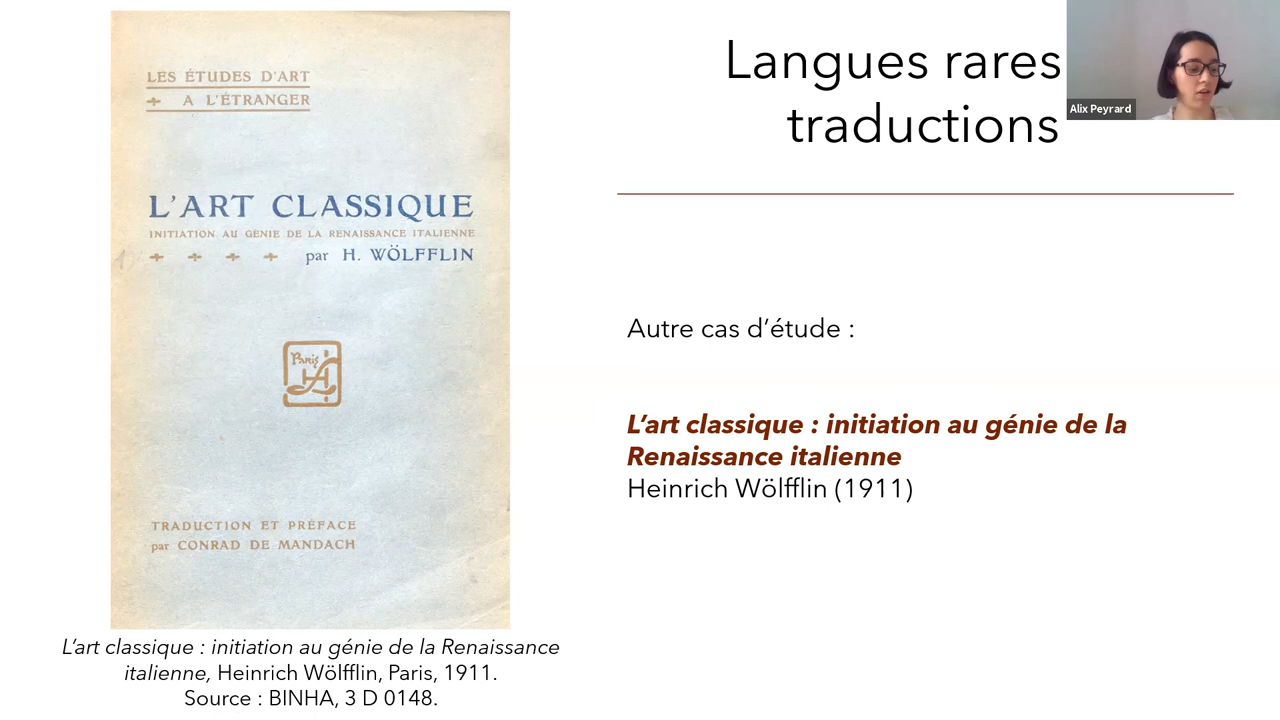 LES ÉTUDES D'ART
A L'ÉTRANGER
L'ART CLASSIQUE
INITIATION AU GÉNIE DE LA RENAISSANCE ITALIENNE
par H. WÖLFFLIN
Paris
TRADUCTION ET PRÉFACE
par CONRAD DE MANDACH
L'art classique : initiation au génie de la Renaissance
italienne, Heinrich Wölfflin, Paris, 1911.
Source : BINHA, 3 D 0148.
Langues rares
traductions
Alix Peyrard
Autre cas d'étude :
L'art classique : initiation au génie de la
Renaissance italienne
Heinrich Wölfflin (1911)